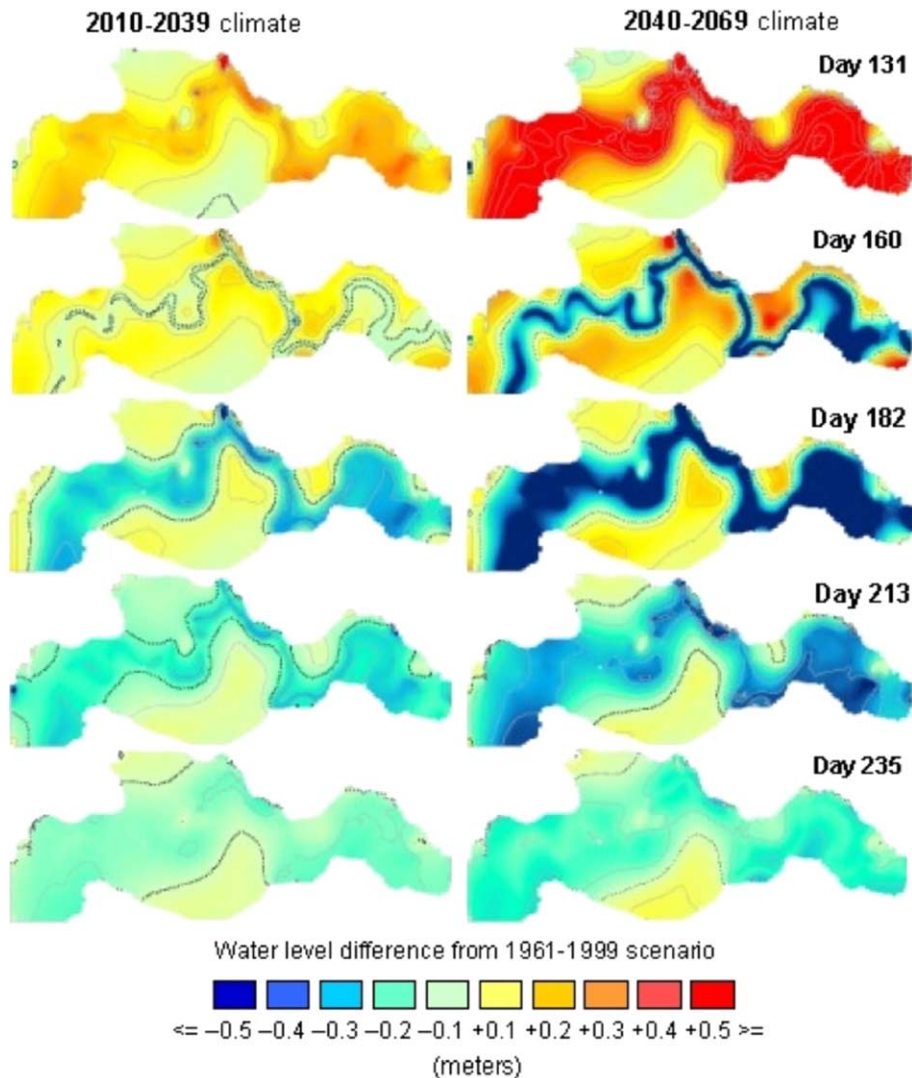 2010-2039 climate
2040-2069 climate
Day 131
Day 160
Day 182
Day 213
Day 235
Water level difference from 1961-1999 scenario
<= –0.5 –0.4 –0.3 –0.2 –0.1 +0.1 +0.2 +0.3 +0.4 +0.5 >=
(meters)